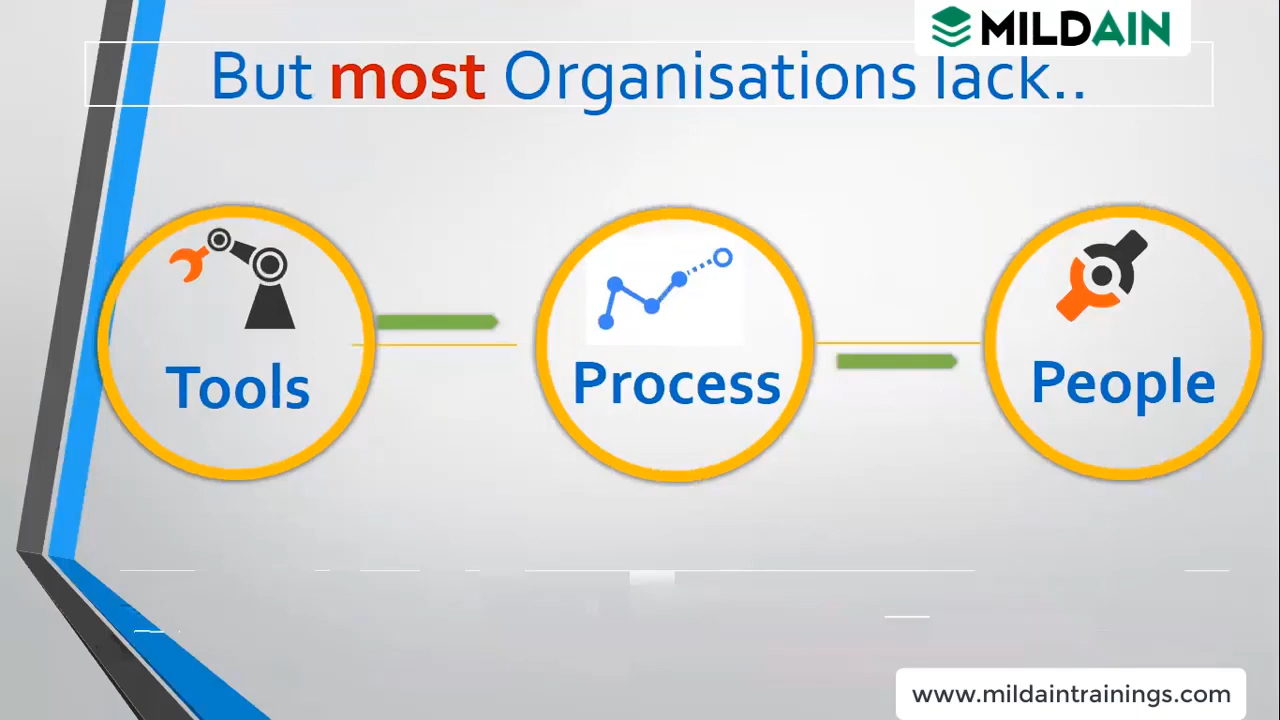 MILDAIN
But most Organisations lack..
Tools
Process
People
www.mildaintrainings.com